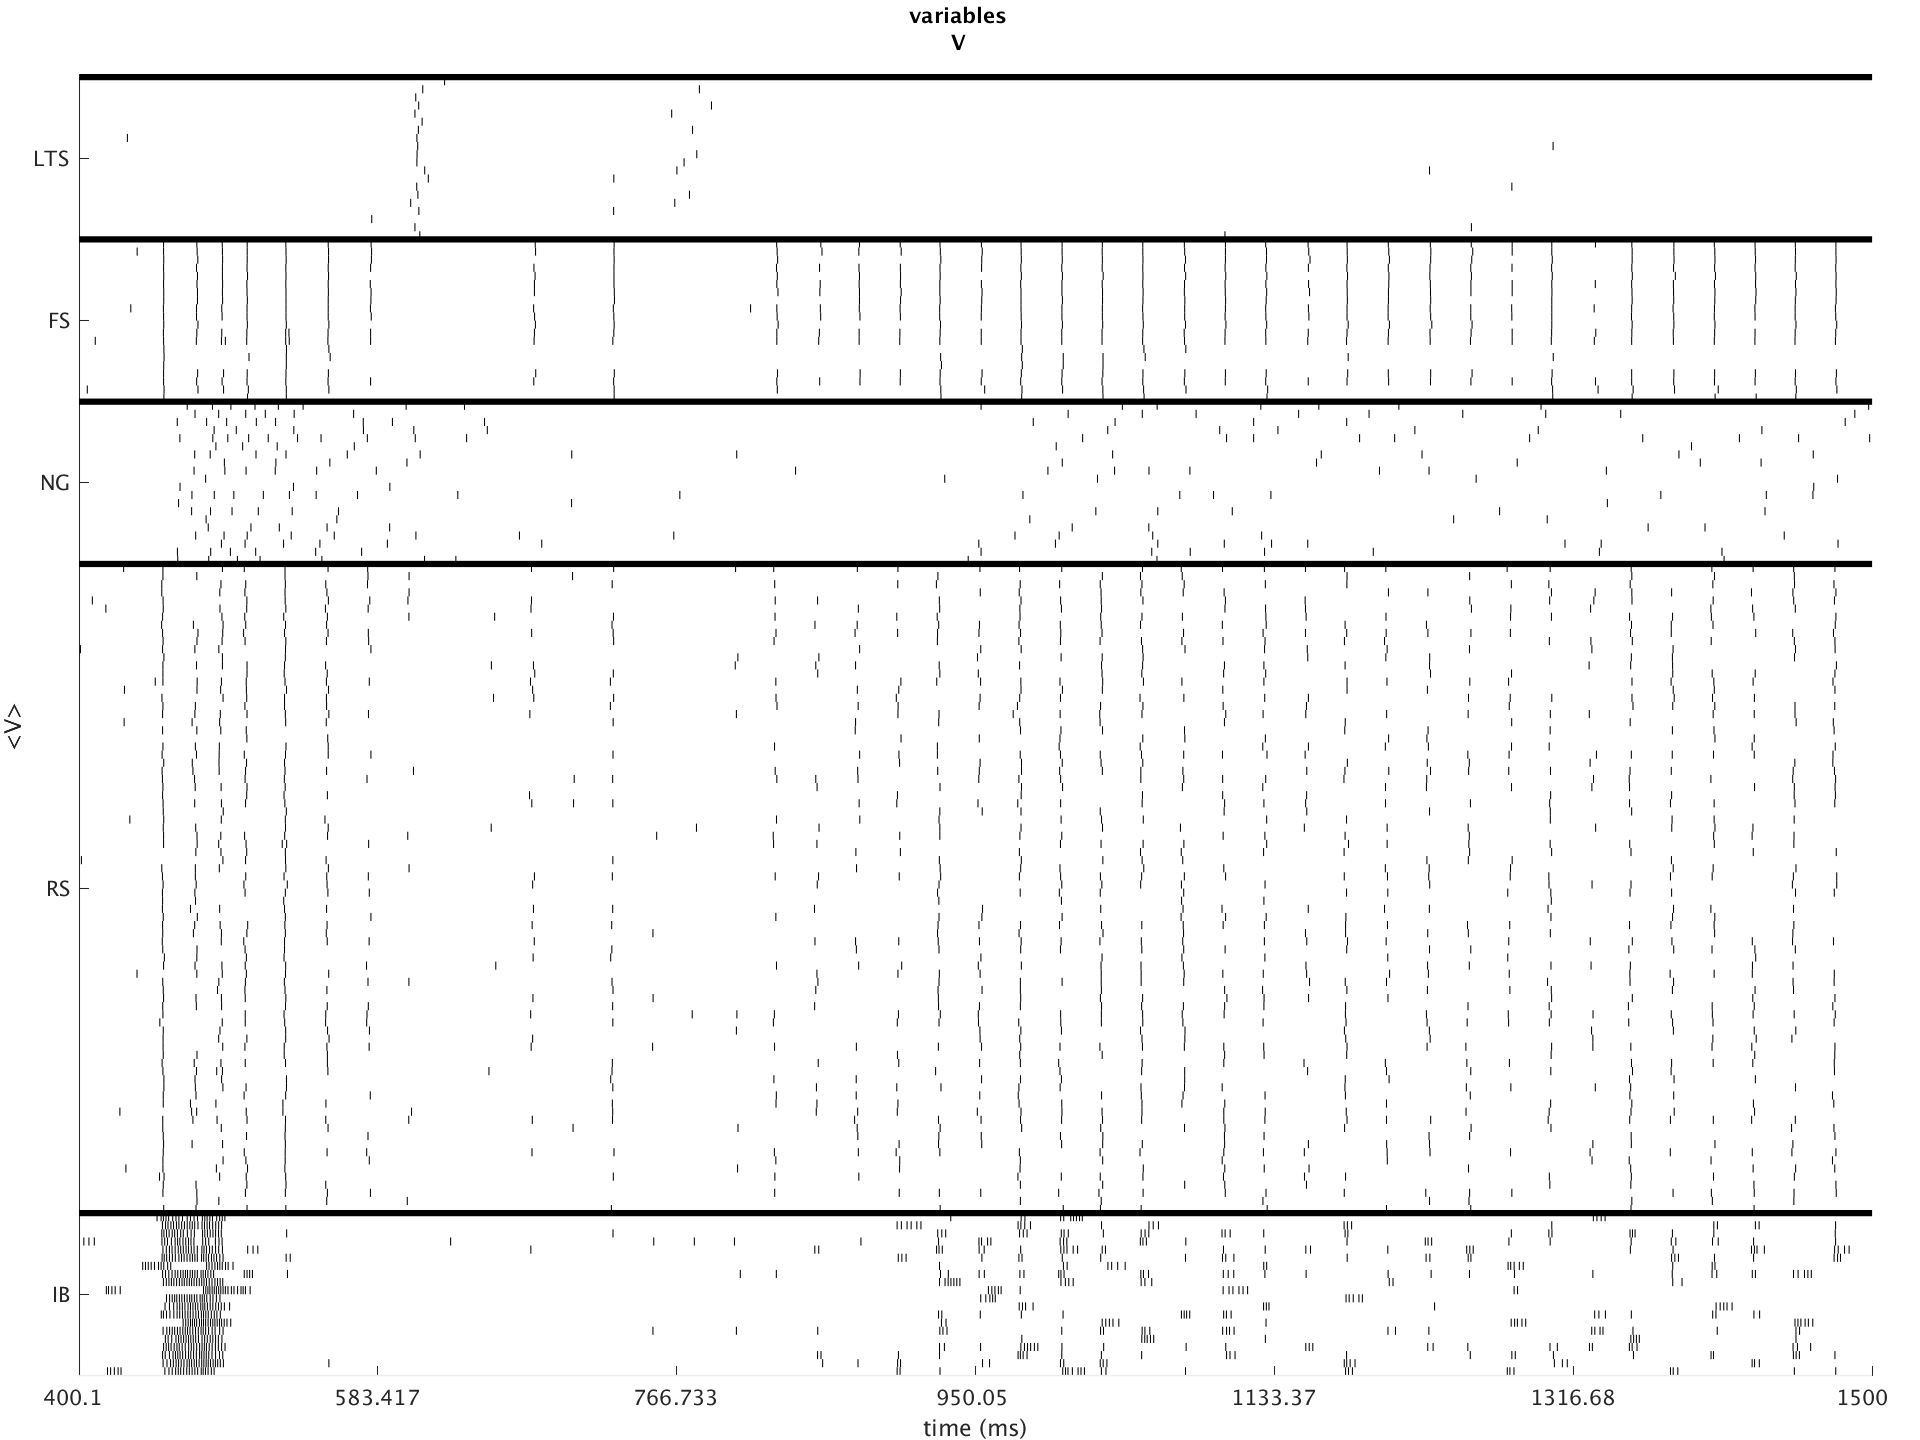 variables
V
LTS
FS
NG
<V>
RS
IB
400.1 583.417 766.733 950.05 1133.37 1316.68 1500
time (ms)